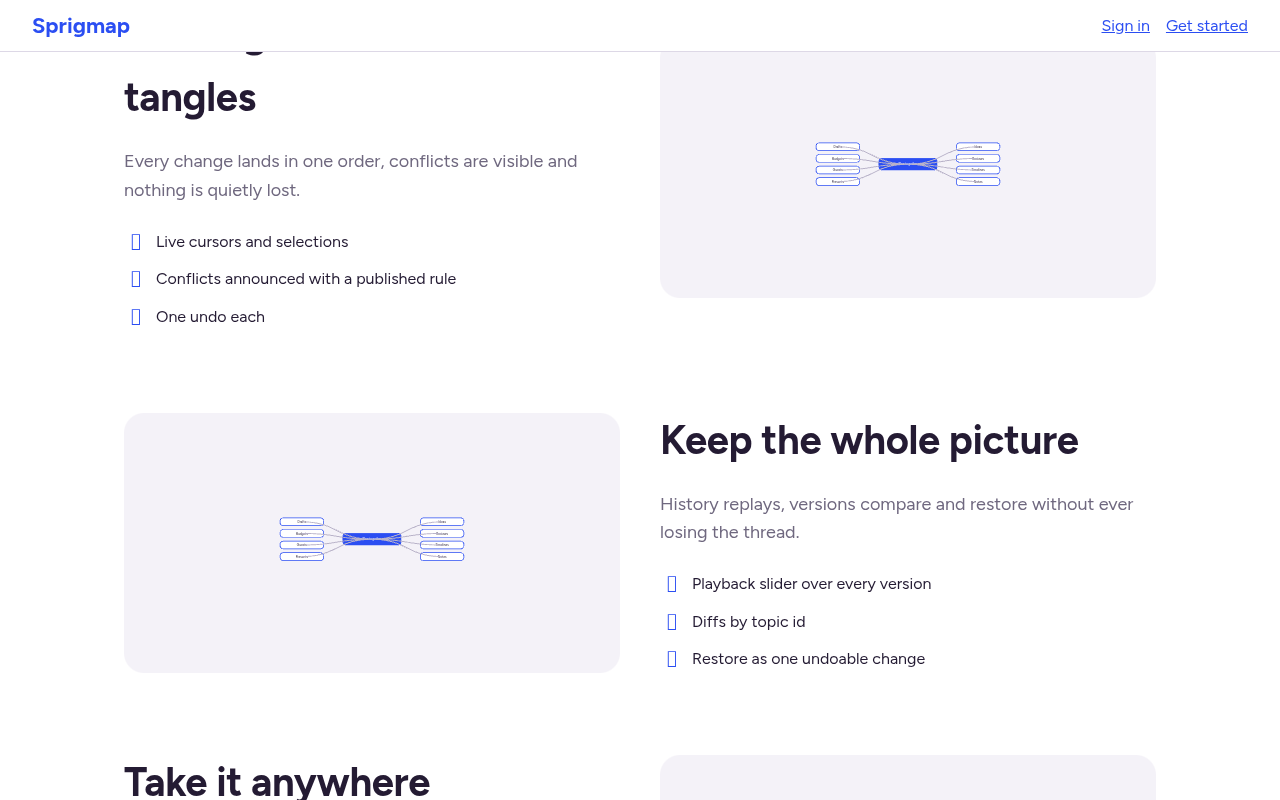 Sprigmap
Sign in
Get started
tangles
Every change lands in one order, conflicts are visible and
nothing is quietly lost.
Live cursors and selections
Conflicts announced with a published rule
One undo each
Keep the whole picture
History replays, versions compare and restore without ever
losing the thread.
Playback slider over every version
Diffs by topic id
Restore as one undoable change
Take it anywhere